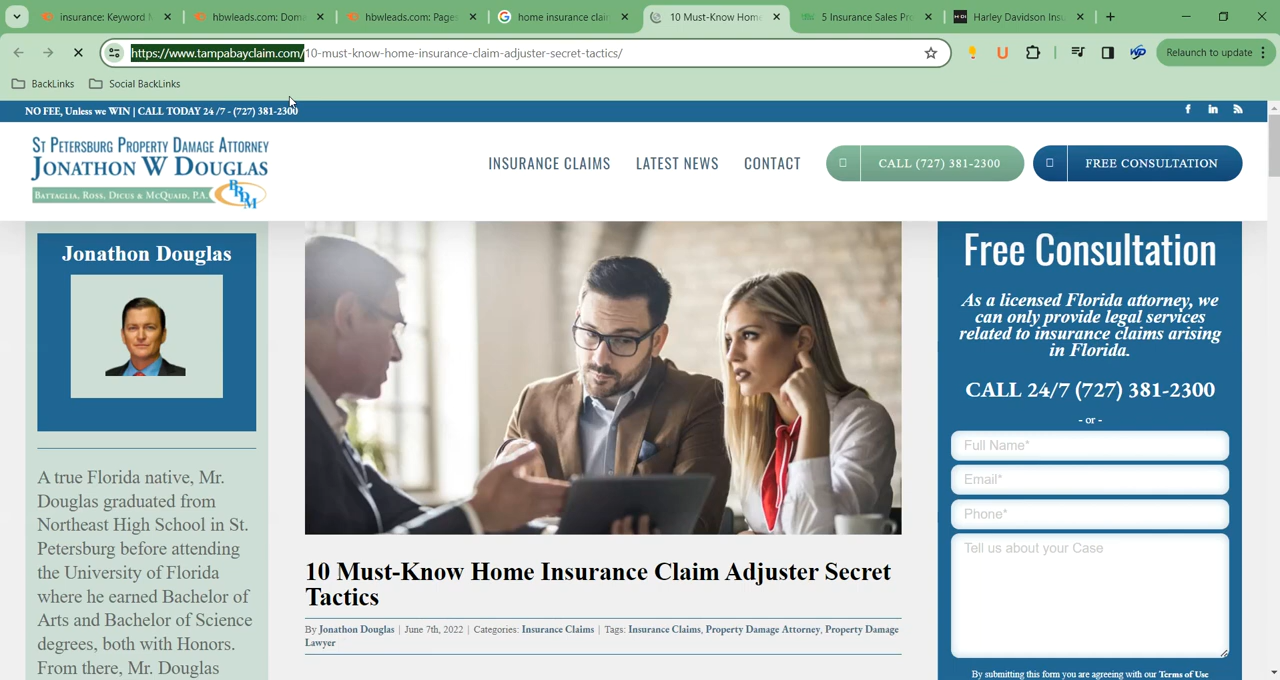 insurance: Keyword M
hbwleads.com: Doma
hbwleads.com: Pages
home insurance clai
10 Must-Know Home
5 Insurance Sales Pr
Harley Davidson Insu
https://www.tampabayclaim.com/10-must-know-home-insurance-claim-adjuster-secret-tactics/
Relaunch to update
BackLinks
Social BackLinks
NO FEE, Unless we WIN | CALL TODAY 24 /7 - (727) 381-2300
St Petersburg Property Damage Attorney
Jonathon W Douglas
Battaglia, Ross, Dicus & McQuaid, P.A.
BRDM
INSURANCE CLAIMS
LATEST NEWS
CONTACT
CALL (727) 381-2300
FREE CONSULTATION
Jonathon Douglas
A true Florida native, Mr.
Douglas graduated from
Northeast High School in St.
Petersburg before attending
the University of Florida
where he earned Bachelor of
Arts and Bachelor of Science
degrees, both with Honors.
From there, Mr. Douglas
10 Must-Know Home Insurance Claim Adjuster Secret
Tactics
By Jonathon Douglas | June 7th, 2022 | Categories: Insurance Claims | Tags: Insurance Claims, Property Damage Attorney, Property Damage
Lawyer
Free Consultation
As a licensed Florida attorney, we
can only provide legal services
related to insurance claims arising
in Florida.
CALL 24/7 (727) 381-2300
- or -
Full Name*
Email*
Phone*
Tell us about your Case
By submitting this form you are agreeing with our Terms of Use